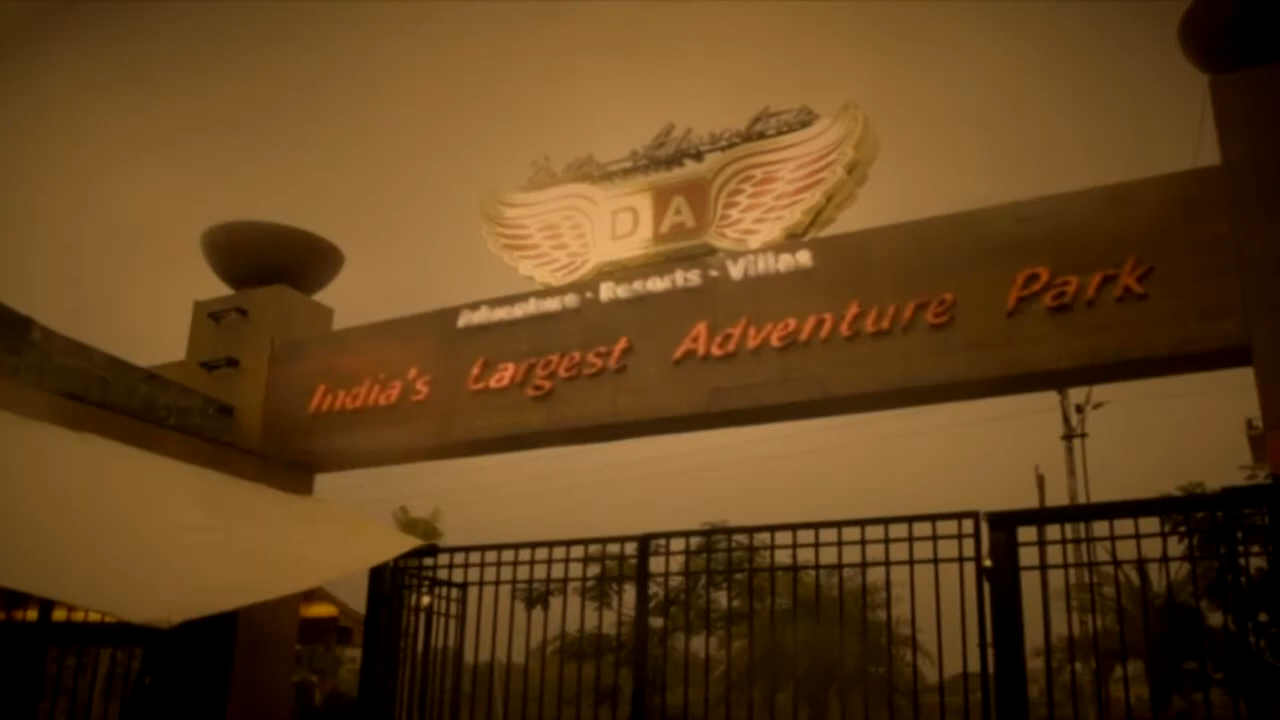 DA
Adventure · Resorts · Villas
India's Largest Adventure Park